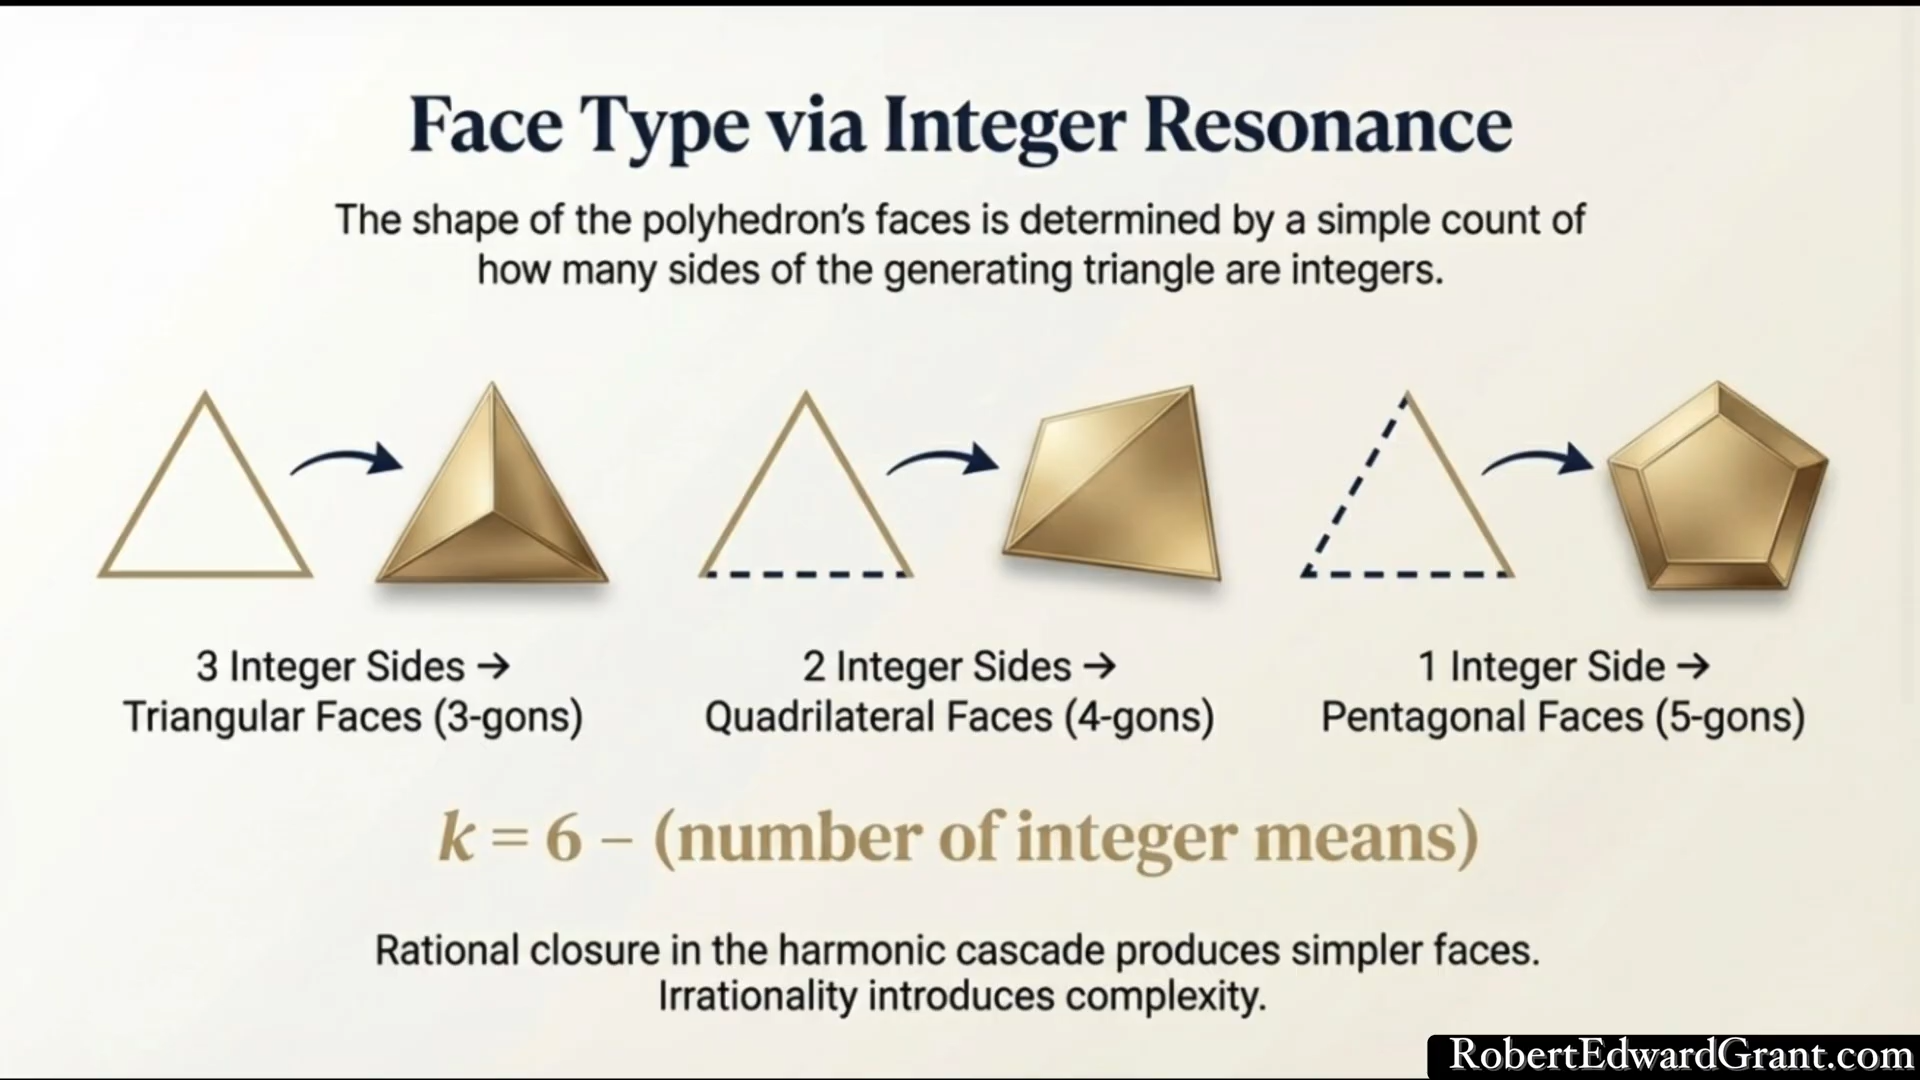 Face Type via Integer Resonance
The shape of the polyhedron’s faces is determined by a simple count of
how many sides of the generating triangle are integers.
3 Integer Sides →
Triangular Faces (3-gons)
2 Integer Sides →
Quadrilateral Faces (4-gons)
1 Integer Side →
Pentagonal Faces (5-gons)
k = 6 – (number of integer means)
Rational closure in the harmonic cascade produces simpler faces.
Irrationality introduces complexity.
RobertEdwardGrant.com